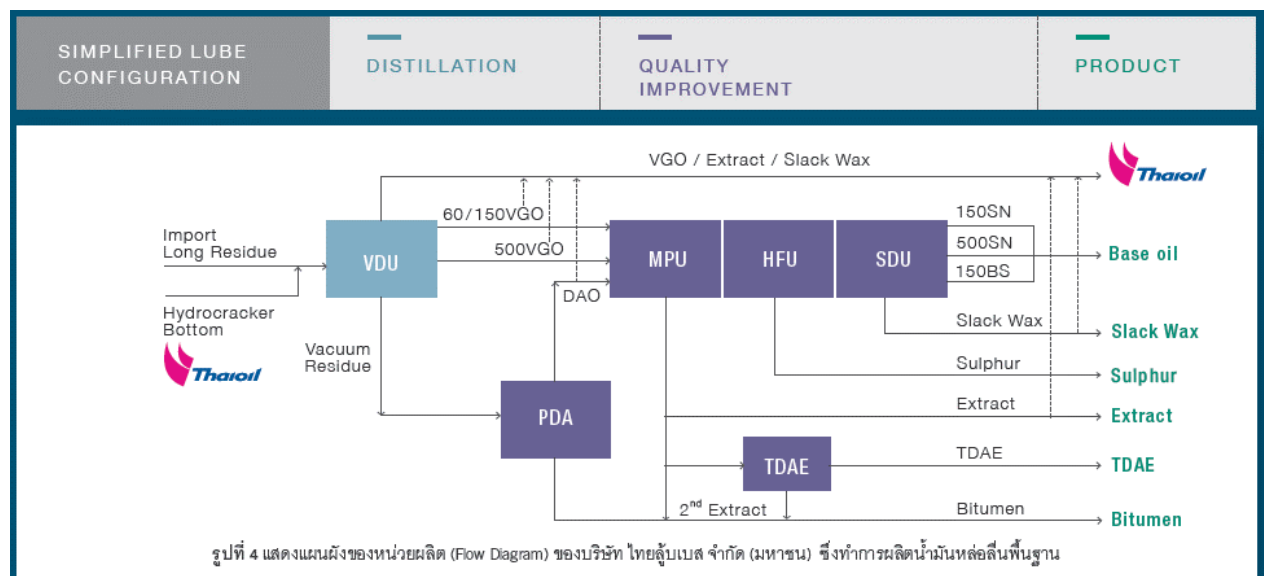 SIMPLIFIED LUBE
CONFIGURATION
DISTILLATION
QUALITY
IMPROVEMENT
PRODUCT
VGO / Extract / Slack Wax
Thaioil
60/150VGO
150SN
Import
Long Residue
VDU
500VGO
MPU
HFU
SDU
500SN
Base oil
150BS
DAO
Hydrocracker
Bottom
Thaioil
Vacuum
Residue
Slack Wax
Slack Wax
Sulphur
Sulphur
PDA
Extract
Extract
TDAE
TDAE
TDAE
2nd Extract
Bitumen
Bitumen
รูปที่ 4 แสดงแผนผังของหน่วยผลิต (Flow Diagram) ของบริษัท ไทยลู้บเบส จำกัด (มหาชน) ซึ่งทำการผลิตน้ำมันหล่อลื่นพื้นฐาน